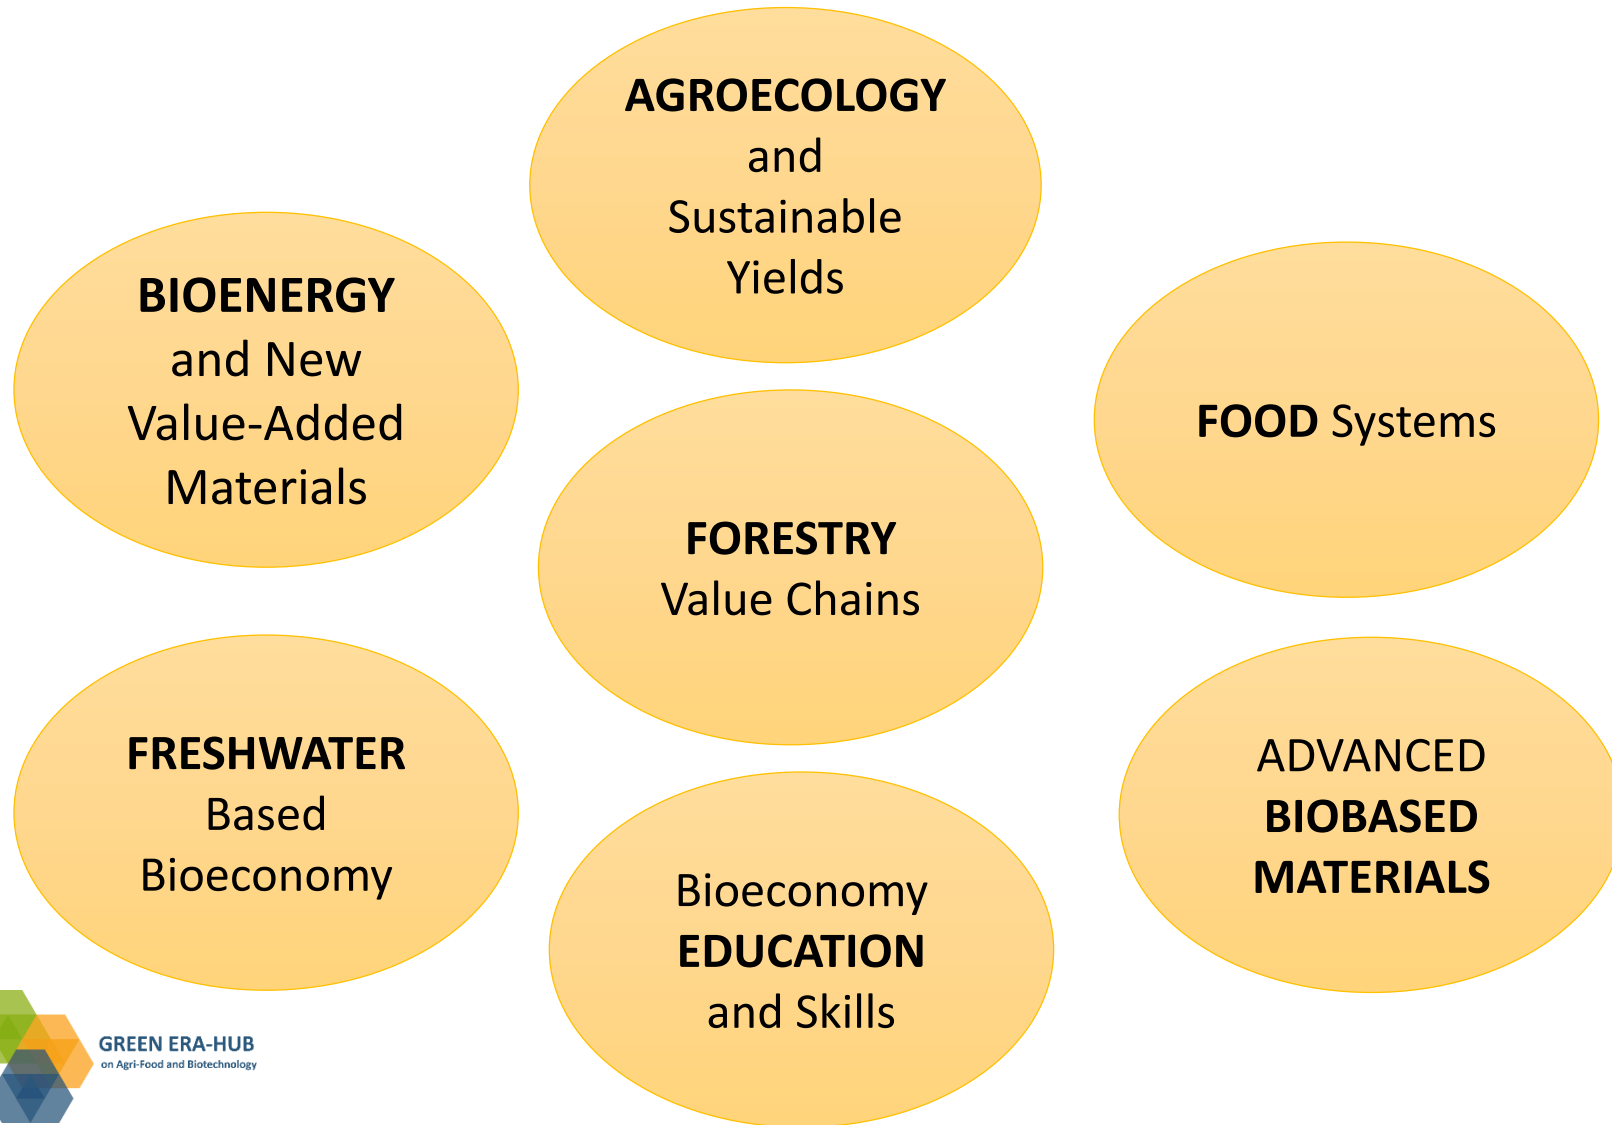 AGROECOLOGY
and
Sustainable
Yields
BIOENERGY
and New
Value-Added
Materials
FOOD Systems
FORESTRY
Value Chains
FRESHWATER
Based
Bioeconomy
ADVANCED
BIOBASED
MATERIALS
Bioeconomy
EDUCATION
and Skills
GREEN ERA-HUB
on Agri-Food and Biotechnology